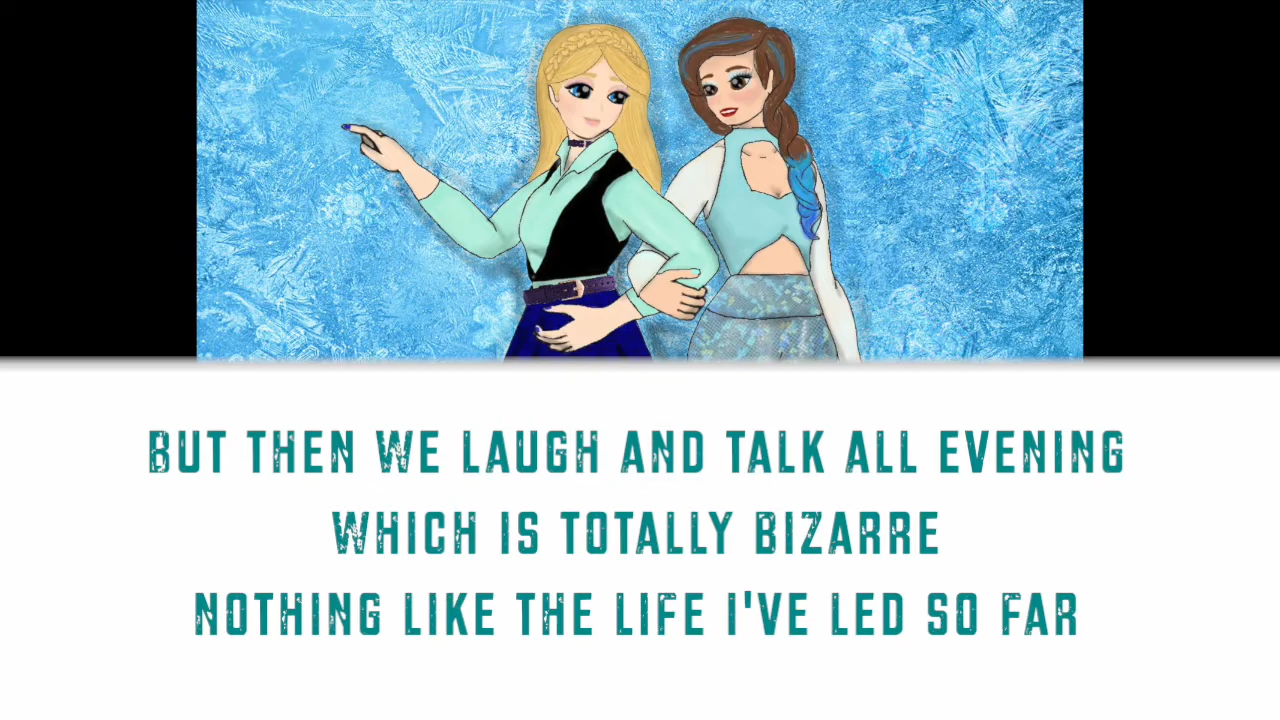 BUT THEN WE LAUGH AND TALK ALL EVENING
WHICH IS TOTALLY BIZARRE
NOTHING LIKE THE LIFE I'VE LED SO FAR